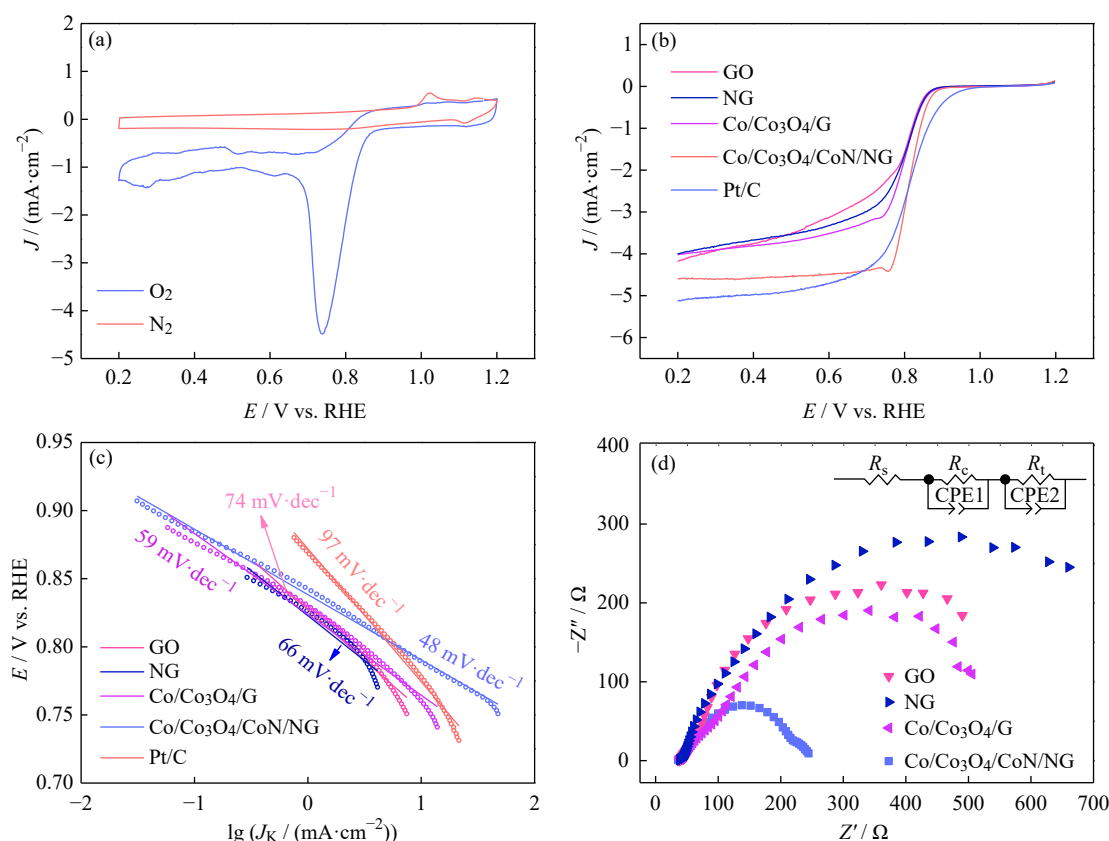 (a)
2
1
0
−1
−2
−3
−4
−5
J / (mA·cm⁻²)
O₂
N₂
0.2 0.4 0.6 0.8 1.0 1.2
E / V vs. RHE
(b)
1
0
−1
−2
−3
−4
−5
−6
J / (mA·cm⁻²)
GO
NG
Co/Co₃O₄/G
Co/Co₃O₄/CoN/NG
Pt/C
0.2 0.4 0.6 0.8 1.0 1.2
E / V vs. RHE
(c)
0.95
0.90
0.85
0.80
0.75
0.70
E / V vs. RHE
74 mV·dec⁻¹
59 mV·dec⁻¹
97 mV·dec⁻¹
66 mV·dec⁻¹
48 mV·dec⁻¹
GO
NG
Co/Co₃O₄/G
Co/Co₃O₄/CoN/NG
Pt/C
−2 −1 0 1 2
lg (J_K / (mA·cm⁻²))
(d)
400
300
200
100
0
−Z″ / Ω
R_s R_c R_t
CPE1 CPE2
GO
NG
Co/Co₃O₄/G
Co/Co₃O₄/CoN/NG
0 100 200 300 400 500 600 700
Z′ / Ω